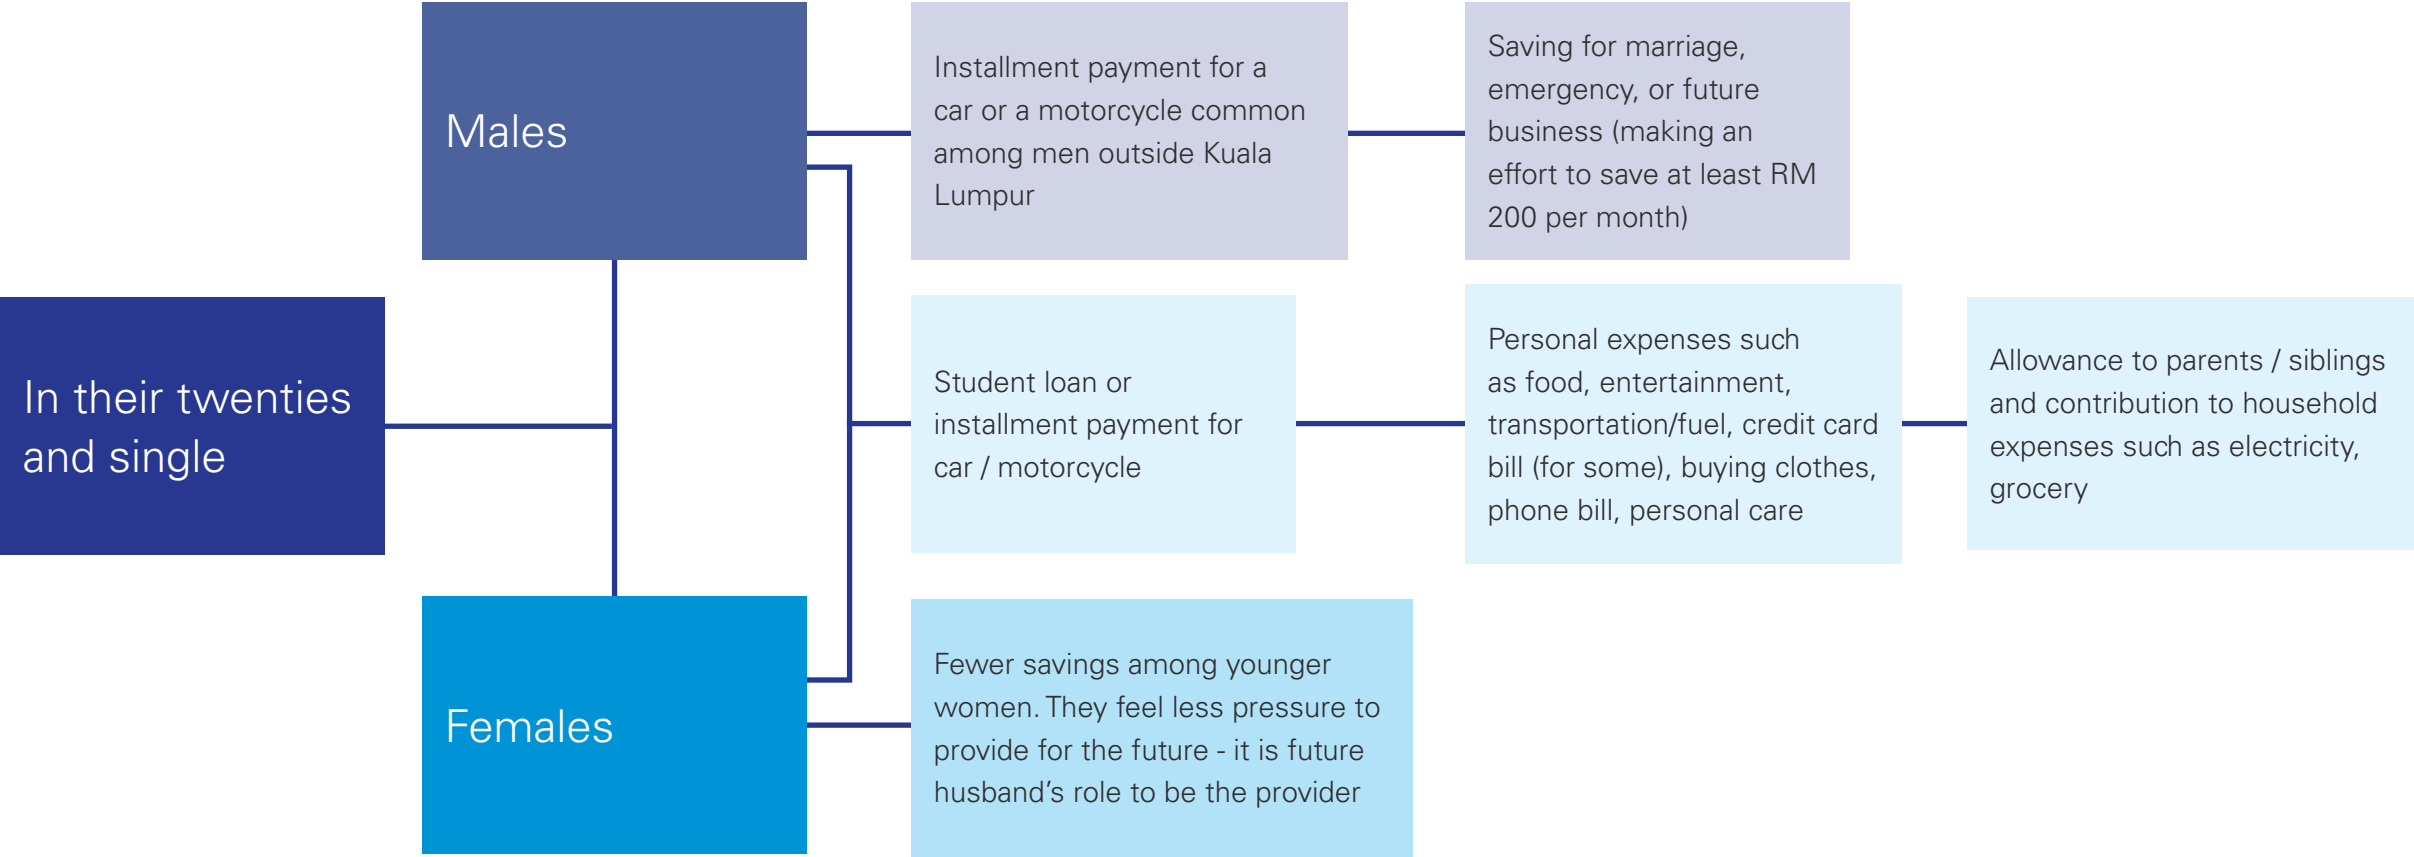 In their twenties
and single
Males
Installment payment for a
car or a motorcycle common
among men outside Kuala
Lumpur
Saving for marriage,
emergency, or future
business (making an
effort to save at least RM
200 per month)
Student loan or
installment payment for
car / motorcycle
Personal expenses such
as food, entertainment,
transportation/fuel, credit card
bill (for some), buying clothes,
phone bill, personal care
Allowance to parents / siblings
and contribution to household
expenses such as electricity,
grocery
Females
Fewer savings among younger
women. They feel less pressure to
provide for the future - it is future
husband’s role to be the provider